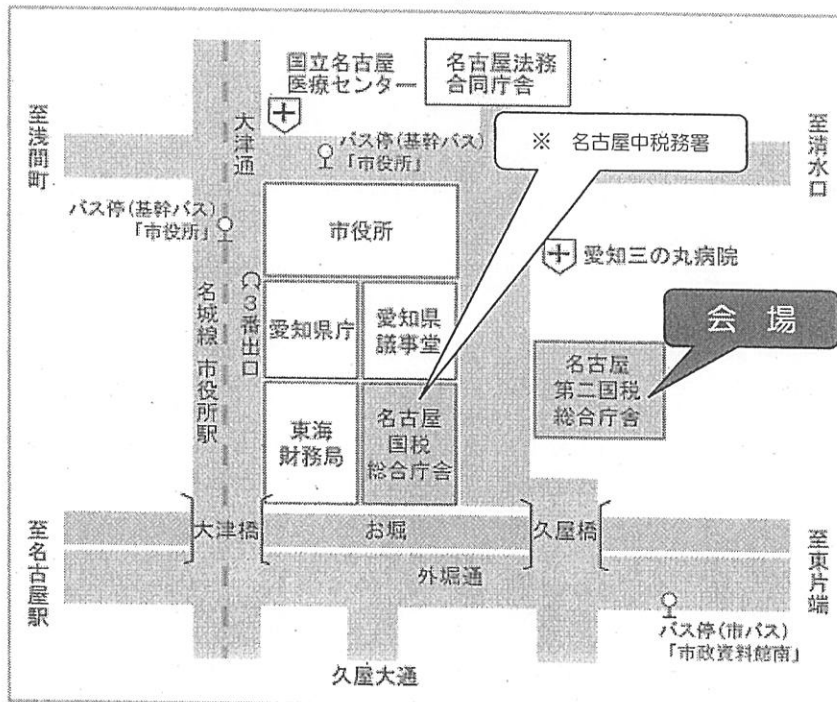 国立名古屋
医療センター
名古屋法務
合同庁舎
至浅間町
大津通
バス停(基幹バス)
「市役所」
※ 名古屋中税務署
至清水口
バス停(基幹バス)
「市役所」
市役所
愛知三の丸病院
名城線 市役所駅
3番出口
愛知県庁
愛知県
議事堂
会場
名古屋
第二国税
総合庁舎
東海
財務局
名古屋
国税
総合庁舎
至名古屋駅
大津橋
お堀
久屋橋
至東片端
外堀通
バス停(市バス)
「市政資料館南」
久屋大通